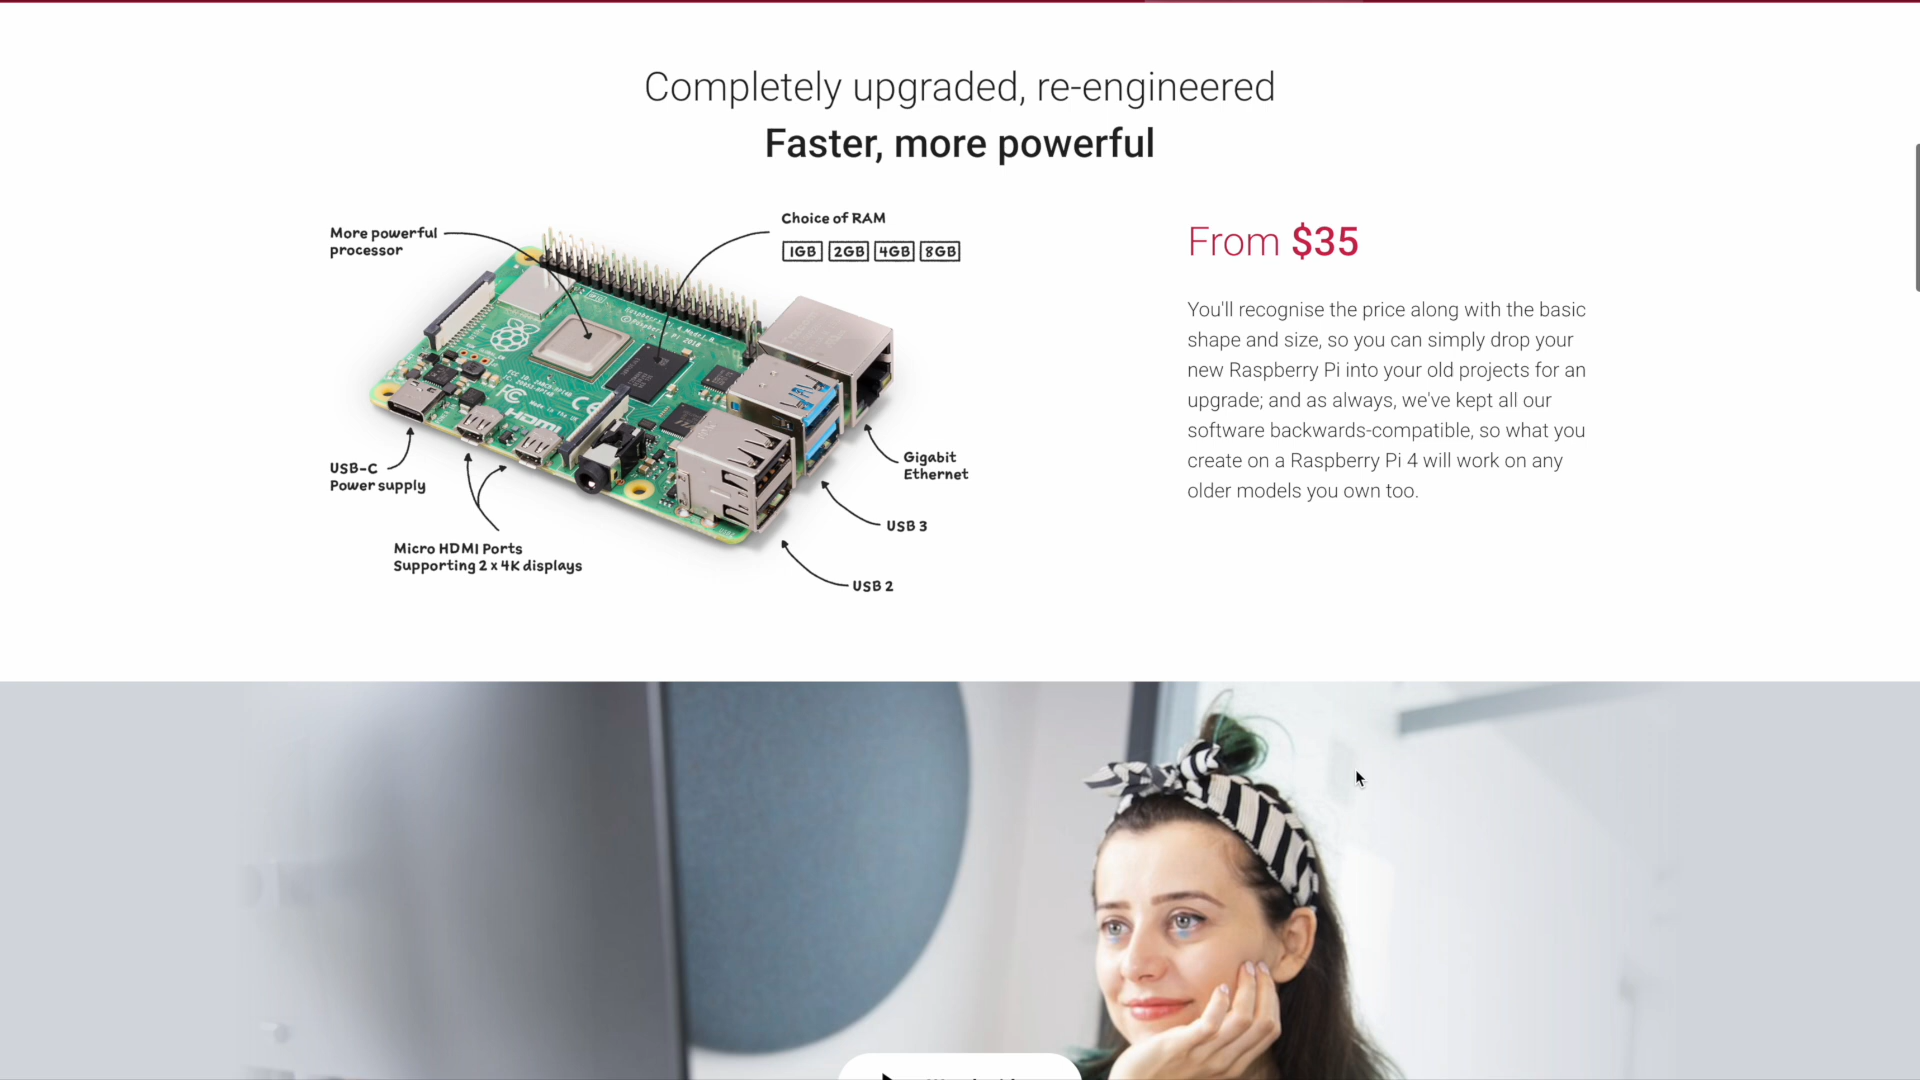 Completely upgraded, re-engineered
Faster, more powerful
More powerful
processor
Choice of RAM
1GB 2GB 4GB 8GB
USB-C
Power supply
Micro HDMI Ports
Supporting 2 x 4K displays
Gigabit
Ethernet
USB 3
USB 2
HDMI
From $35
You'll recognise the price along with the basic
shape and size, so you can simply drop your
new Raspberry Pi into your old projects for an
upgrade; and as always, we've kept all our
software backwards-compatible, so what you
create on a Raspberry Pi 4 will work on any
older models you own too.